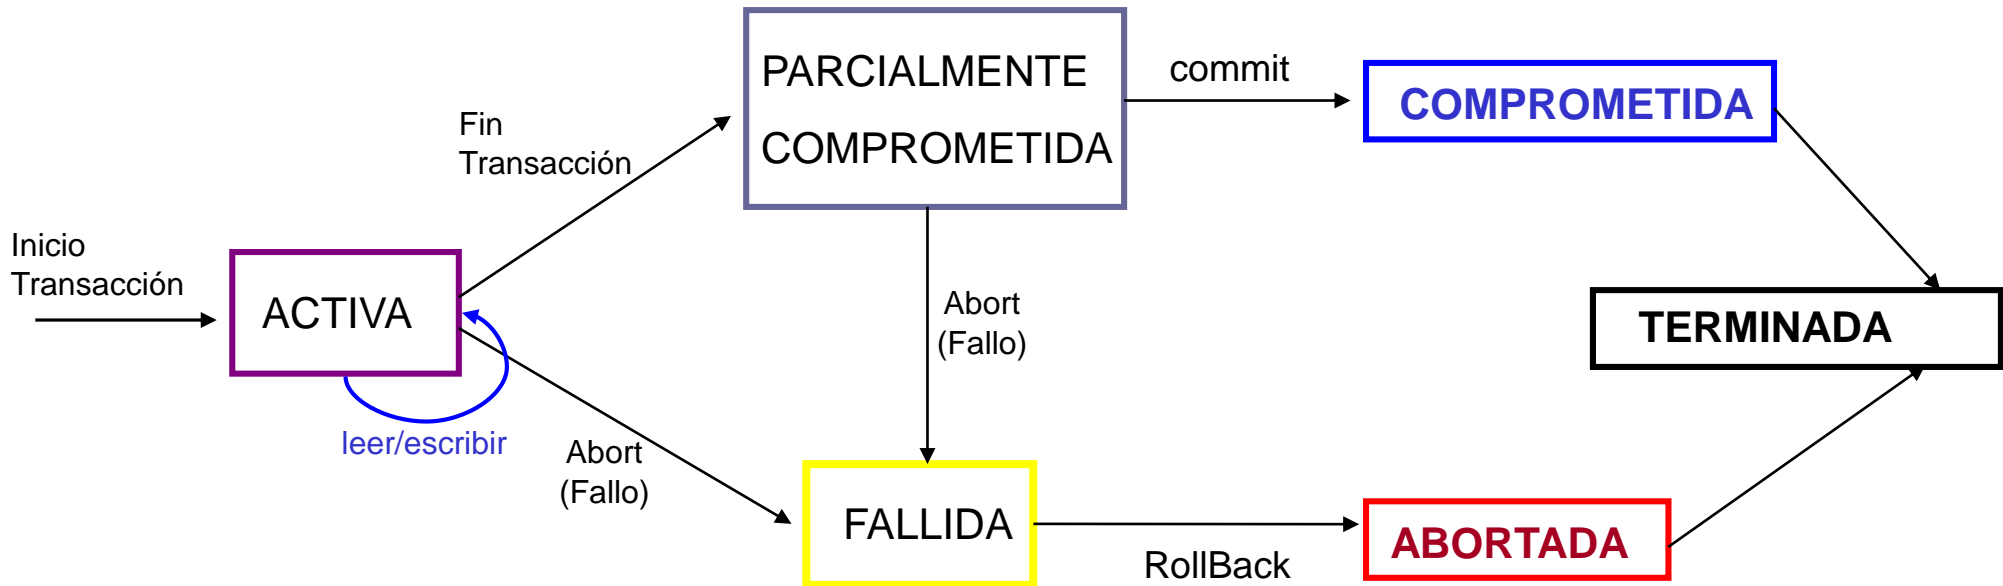 PARCIALMENTE
COMPROMETIDA
commit
COMPROMETIDA
Fin
Transacción
Inicio
Transacción
ACTIVA
leer/escribir
Abort
(Fallo)
TERMINADA
Abort
(Fallo)
FALLIDA
RollBack
ABORTADA